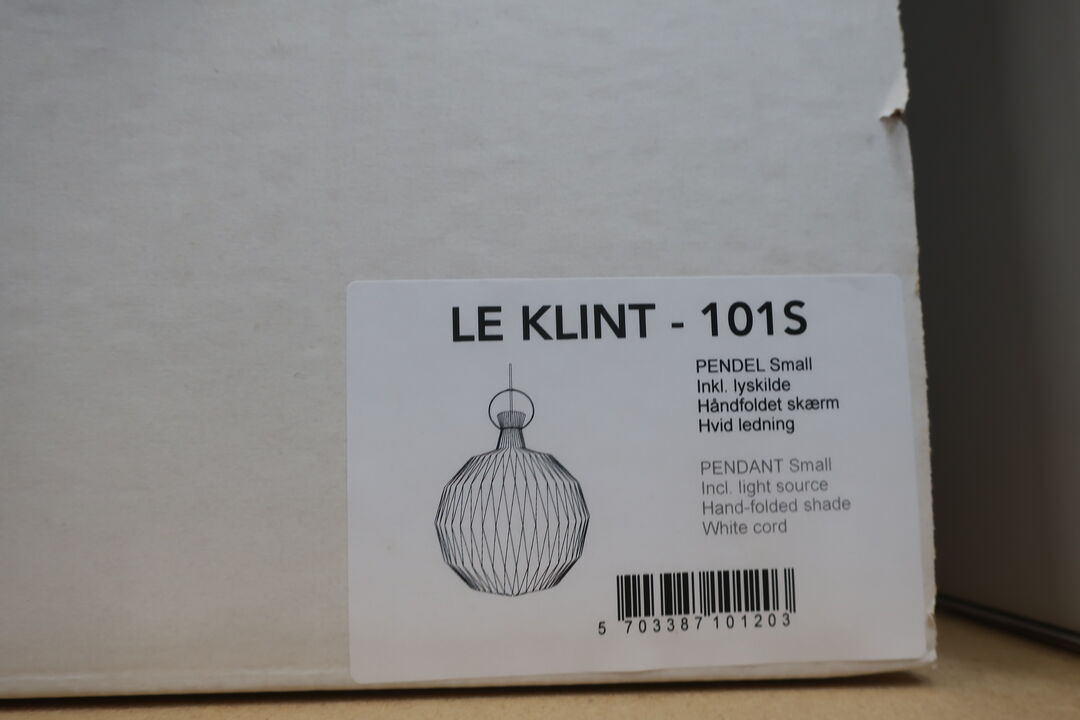 LE KLINT - 101S
PENDEL Small
Inkl. lyskilde
Håndfoldet skærm
Hvid ledning
PENDANT Small
Incl. light source
Hand-folded shade
White cord
5 703387 101203